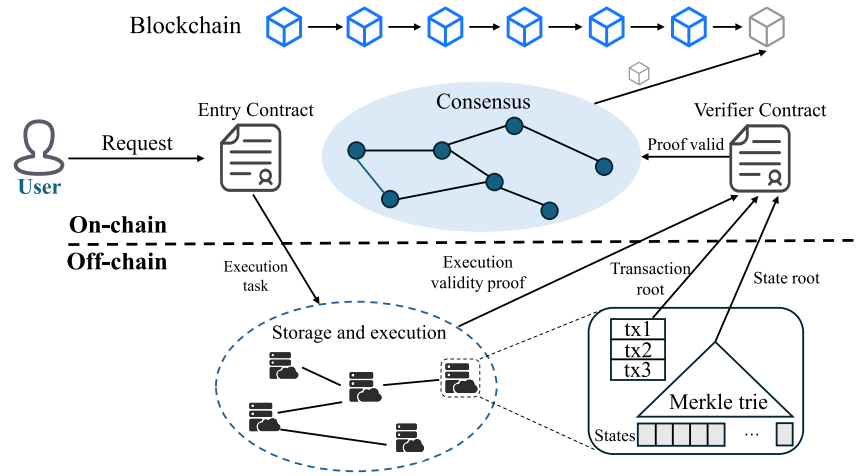 Blockchain
Entry Contract
Consensus
Verifier Contract
Request
Proof valid
User
On-chain
Off-chain
Execution
task
Execution
validity proof
Transaction
root
State root
Storage and execution
tx1
tx2
tx3
Merkle trie
States
...